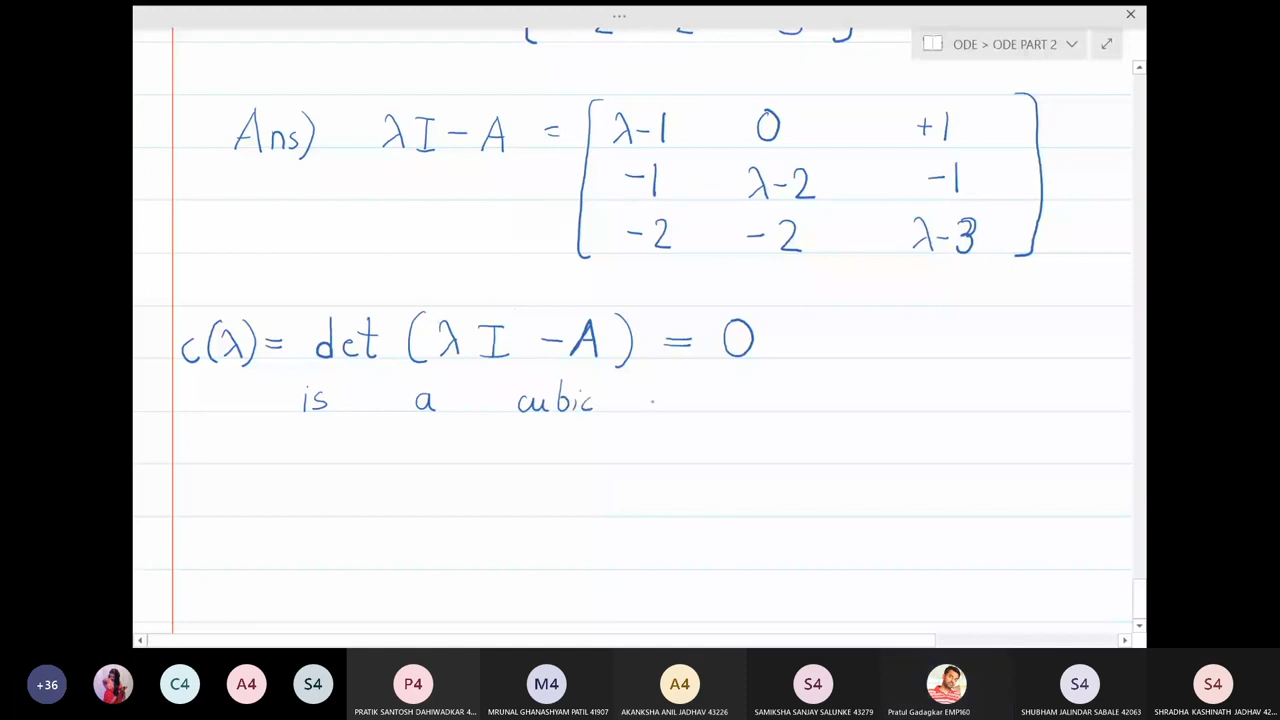 ODE > ODE PART 2
Ans) λI - A = [ λ-1 0 +1
-1 λ-2 -1
-2 -2 λ-3 ]
c(λ) = det (λ I - A) = 0
is a cubic
+36
C4
A4
S4
P4
M4
A4
S4
S4
S4
PRATIK SANTOSH DAHIWADKAR 4...
MRUNAL GHANASHYAM PATIL 41907
AKANKSHA ANIL JADHAV 43226
SAMIKSHA SANJAY SALUNKE 43279
Pratul Gadagkar EMP160
SHUBHAM JALINDAR SABALE 42063
SHRADHA KASHINATH JADHAV 42...